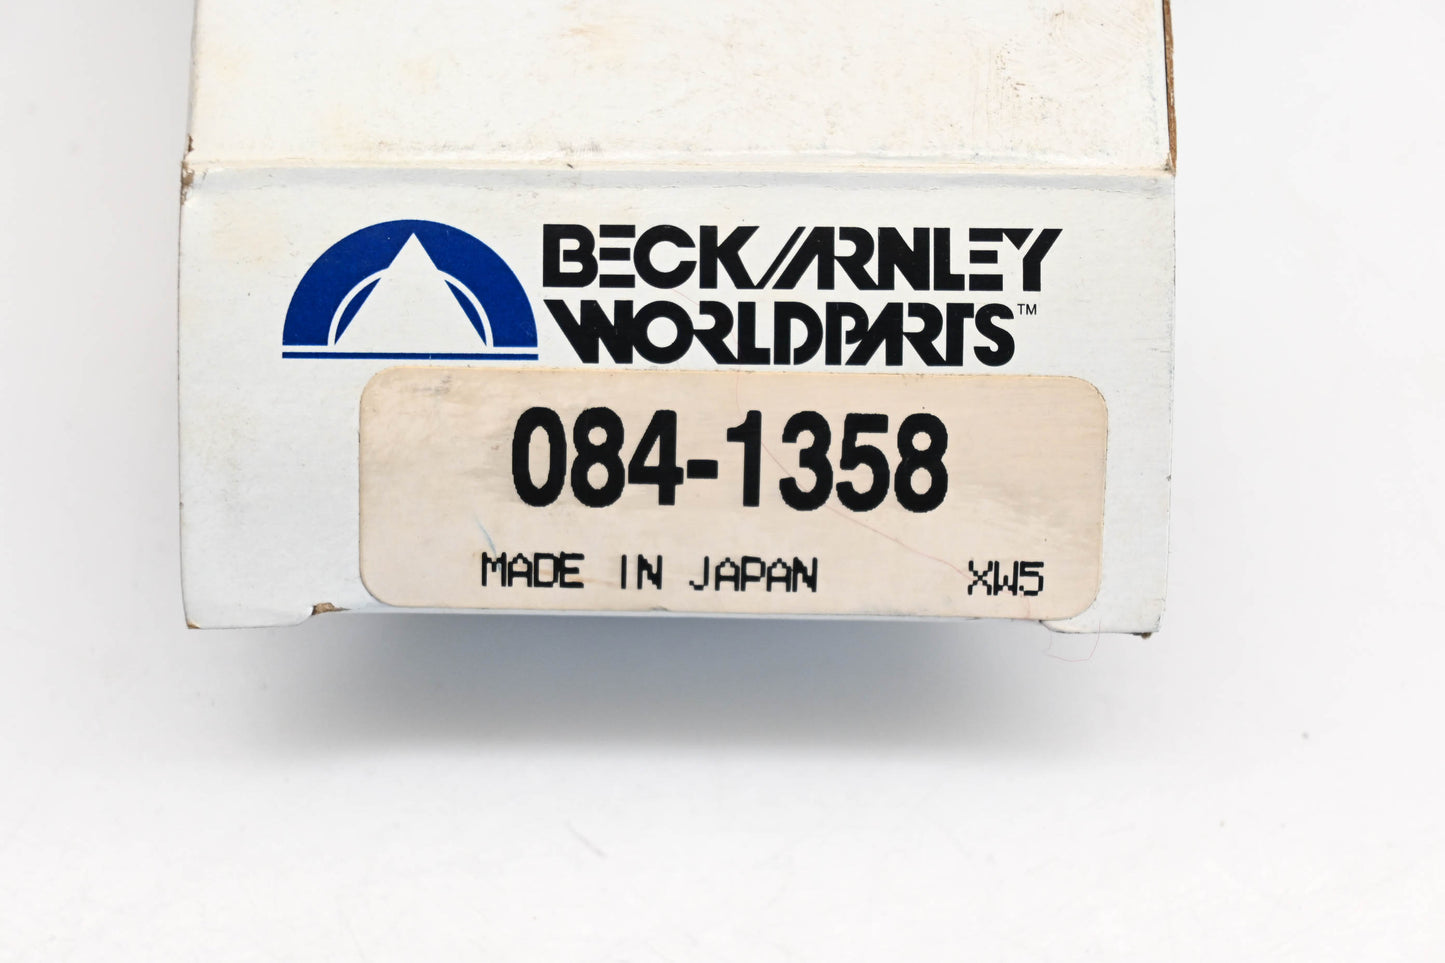 BECK/ARNLEY
WORLDPARTS™
084-1358
MADE IN JAPAN XW5